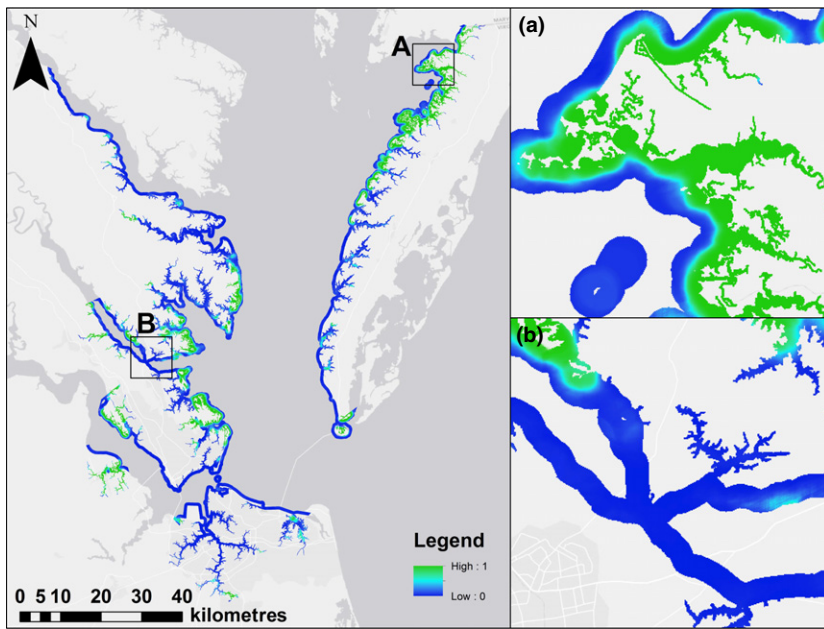 N
A
B
Legend
High : 1
Low : 0
0 5 10 20 30 40
kilometres
(a)
(b)